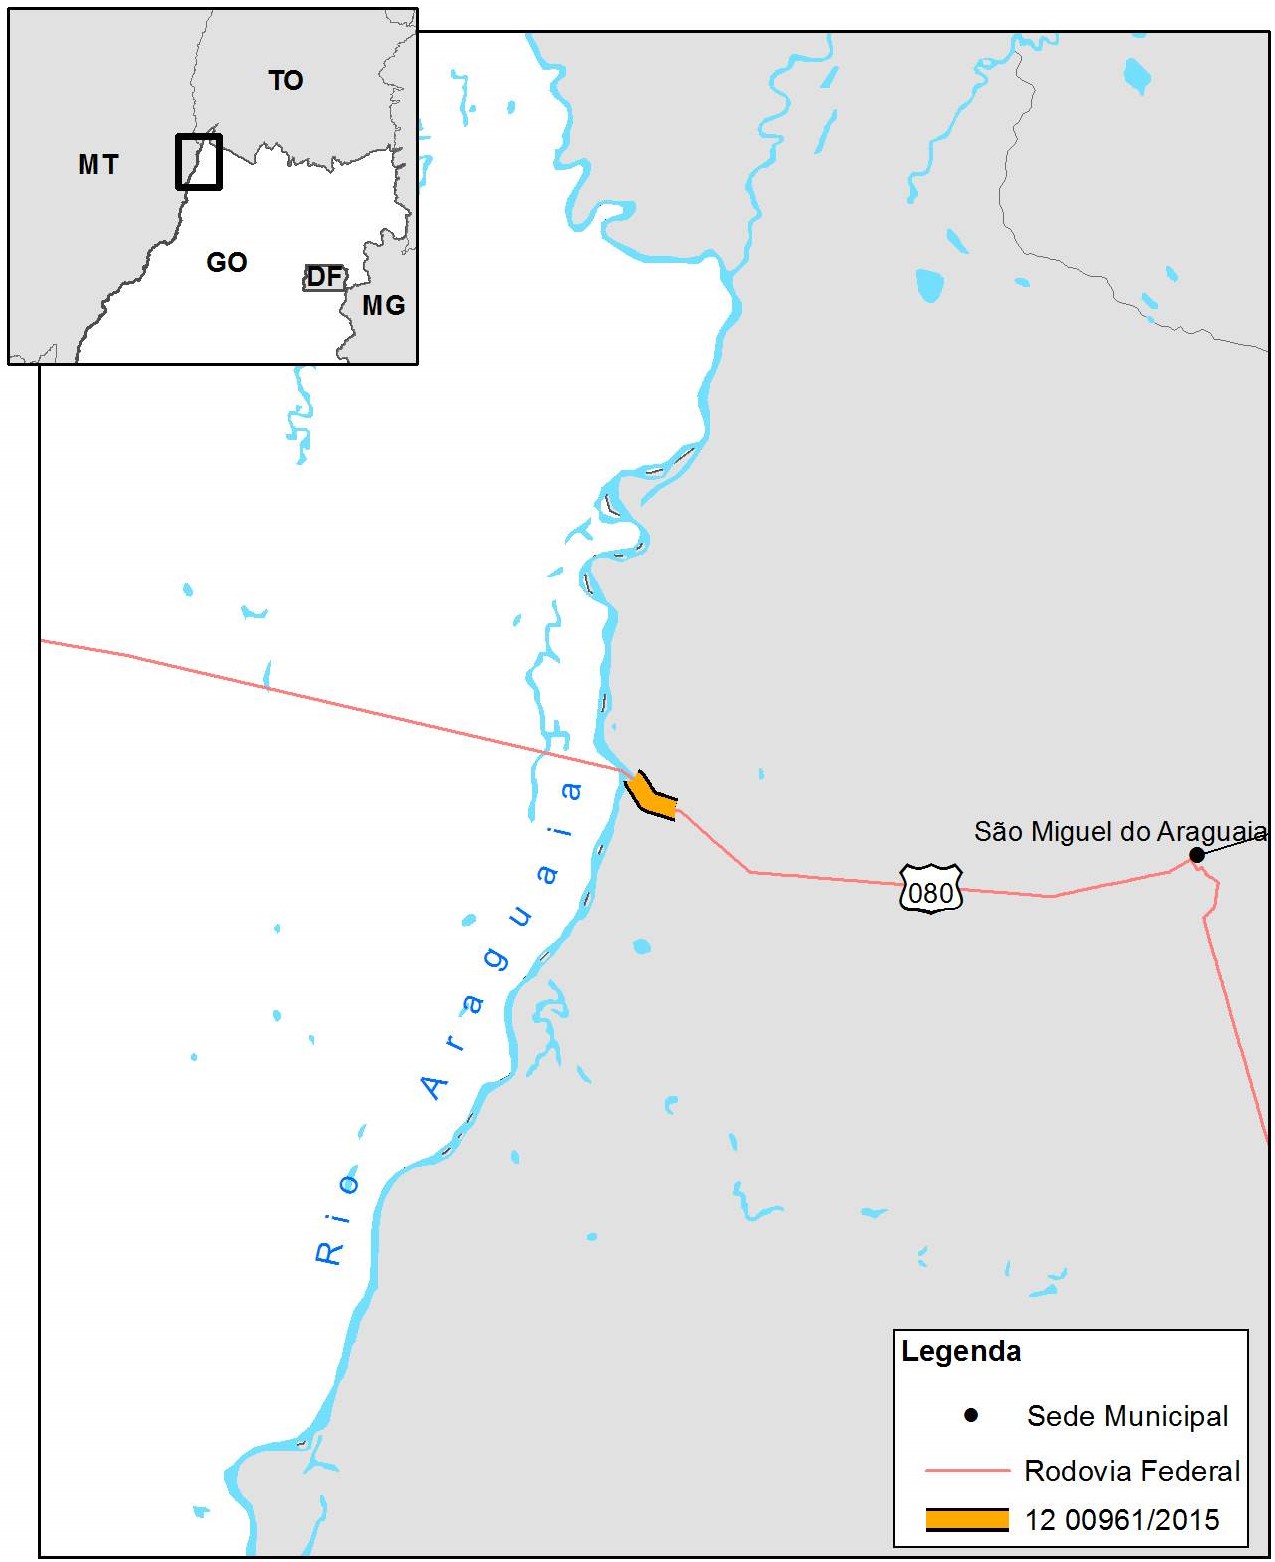 TO
MT
GO
DF
MG
São Miguel do Araguaia
080
Rio Araguaia
Legenda
Sede Municipal
Rodovia Federal
12 00961/2015